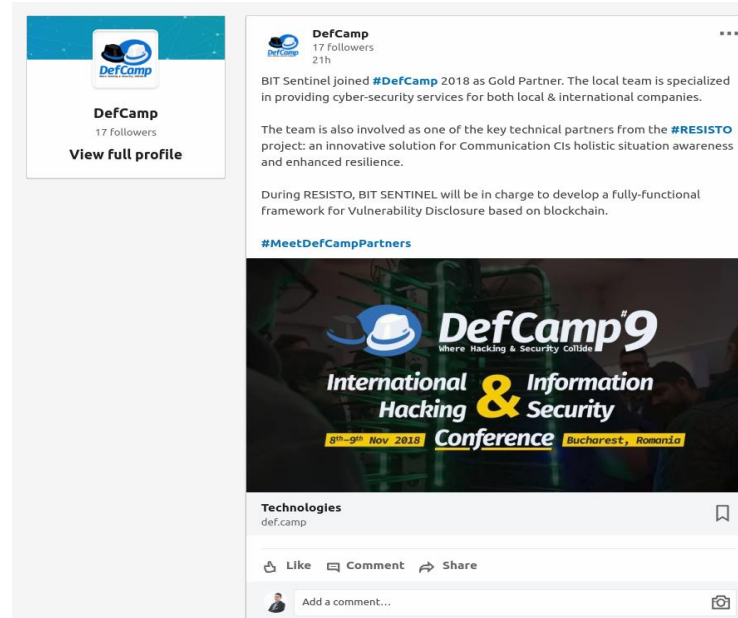 DefCamp
DefCamp
17 followers
View full profile
DefCamp
DefCamp
17 followers
21h
BIT Sentinel joined #DefCamp 2018 as Gold Partner. The local team is specialized
in providing cyber-security services for both local & international companies.
The team is also involved as one of the key technical partners from the #RESISTO
project: an innovative solution for Communication CIs holistic situation awareness
and enhanced resilience.
During RESISTO, BIT SENTINEL will be in charge to develop a fully-functional
framework for Vulnerability Disclosure based on blockchain.
#MeetDefCampPartners
DefCamp#9
Where Hacking & Security Collide
International & Information
Hacking Security
8th-9th Nov 2018 Conference Bucharest, Romania
Technologies
def.camp
Like Comment Share
Add a comment...